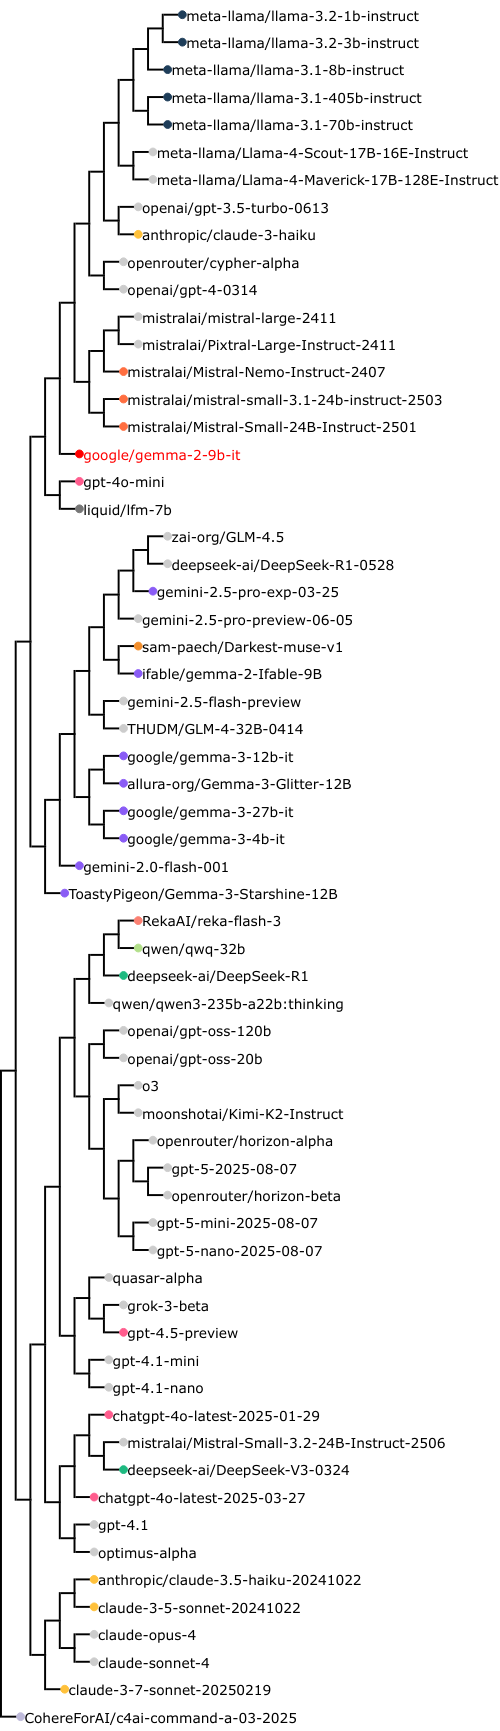 meta-llama/llama-3.2-1b-instruct
meta-llama/llama-3.2-3b-instruct
meta-llama/llama-3.1-8b-instruct
meta-llama/llama-3.1-405b-instruct
meta-llama/llama-3.1-70b-instruct
meta-llama/Llama-4-Scout-17B-16E-Instruct
meta-llama/Llama-4-Maverick-17B-128E-Instruct
openai/gpt-3.5-turbo-0613
anthropic/claude-3-haiku
openrouter/cypher-alpha
openai/gpt-4-0314
mistralai/mistral-large-2411
mistralai/Pixtral-Large-Instruct-2411
mistralai/Mistral-Nemo-Instruct-2407
mistralai/mistral-small-3.1-24b-instruct-2503
mistralai/Mistral-Small-24B-Instruct-2501
google/gemma-2-9b-it
gpt-4o-mini
liquid/lfm-7b
zai-org/GLM-4.5
deepseek-ai/DeepSeek-R1-0528
gemini-2.5-pro-exp-03-25
gemini-2.5-pro-preview-06-05
sam-paech/Darkest-muse-v1
ifable/gemma-2-Ifable-9B
gemini-2.5-flash-preview
THUDM/GLM-4-32B-0414
google/gemma-3-12b-it
allura-org/Gemma-3-Glitter-12B
google/gemma-3-27b-it
google/gemma-3-4b-it
gemini-2.0-flash-001
ToastyPigeon/Gemma-3-Starshine-12B
RekaAI/reka-flash-3
qwen/qwq-32b
deepseek-ai/DeepSeek-R1
qwen/qwen3-235b-a22b:thinking
openai/gpt-oss-120b
openai/gpt-oss-20b
o3
moonshotai/Kimi-K2-Instruct
openrouter/horizon-alpha
gpt-5-2025-08-07
openrouter/horizon-beta
gpt-5-mini-2025-08-07
gpt-5-nano-2025-08-07
quasar-alpha
grok-3-beta
gpt-4.5-preview
gpt-4.1-mini
gpt-4.1-nano
chatgpt-4o-latest-2025-01-29
mistralai/Mistral-Small-3.2-24B-Instruct-2506
deepseek-ai/DeepSeek-V3-0324
chatgpt-4o-latest-2025-03-27
gpt-4.1
optimus-alpha
anthropic/claude-3.5-haiku-20241022
claude-3-5-sonnet-20241022
claude-opus-4
claude-sonnet-4
claude-3-7-sonnet-20250219
CohereForAI/c4ai-command-a-03-2025